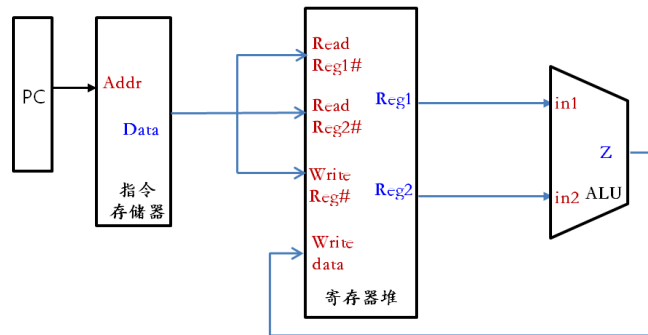 PC
Addr
Data
指令
存储器
Read
Reg1#
Read
Reg2#
Write
Reg#
Write
data
Reg1
Reg2
寄存器堆
in1
in2
Z
ALU